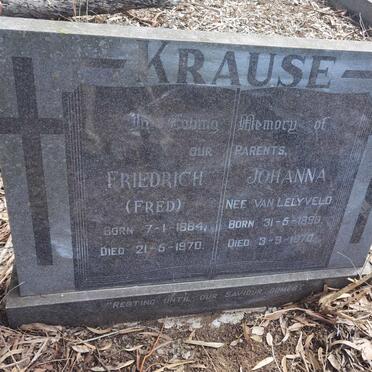 KRAUSE
In Loving Memory of
OUR PARENTS,
FRIEDRICH
(FRED)
BORN 7-1-1884,
DIED 21-6-1970.
JOHANNA
NEE VAN LELYVELD
BORN 31-5-1890,
DIED 3-9-1970.
"RESTING UNTIL OUR SAVIOUR COMES"